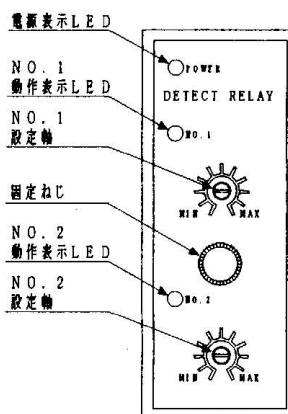 電源表示LED
POWER
NO.1
動作表示LED
DETECT RELAY
NO.1
NO.1
設定軸
MIN MAX
固定ねじ
NO.2
動作表示LED
NO.2
NO.2
設定軸
MIN MAX